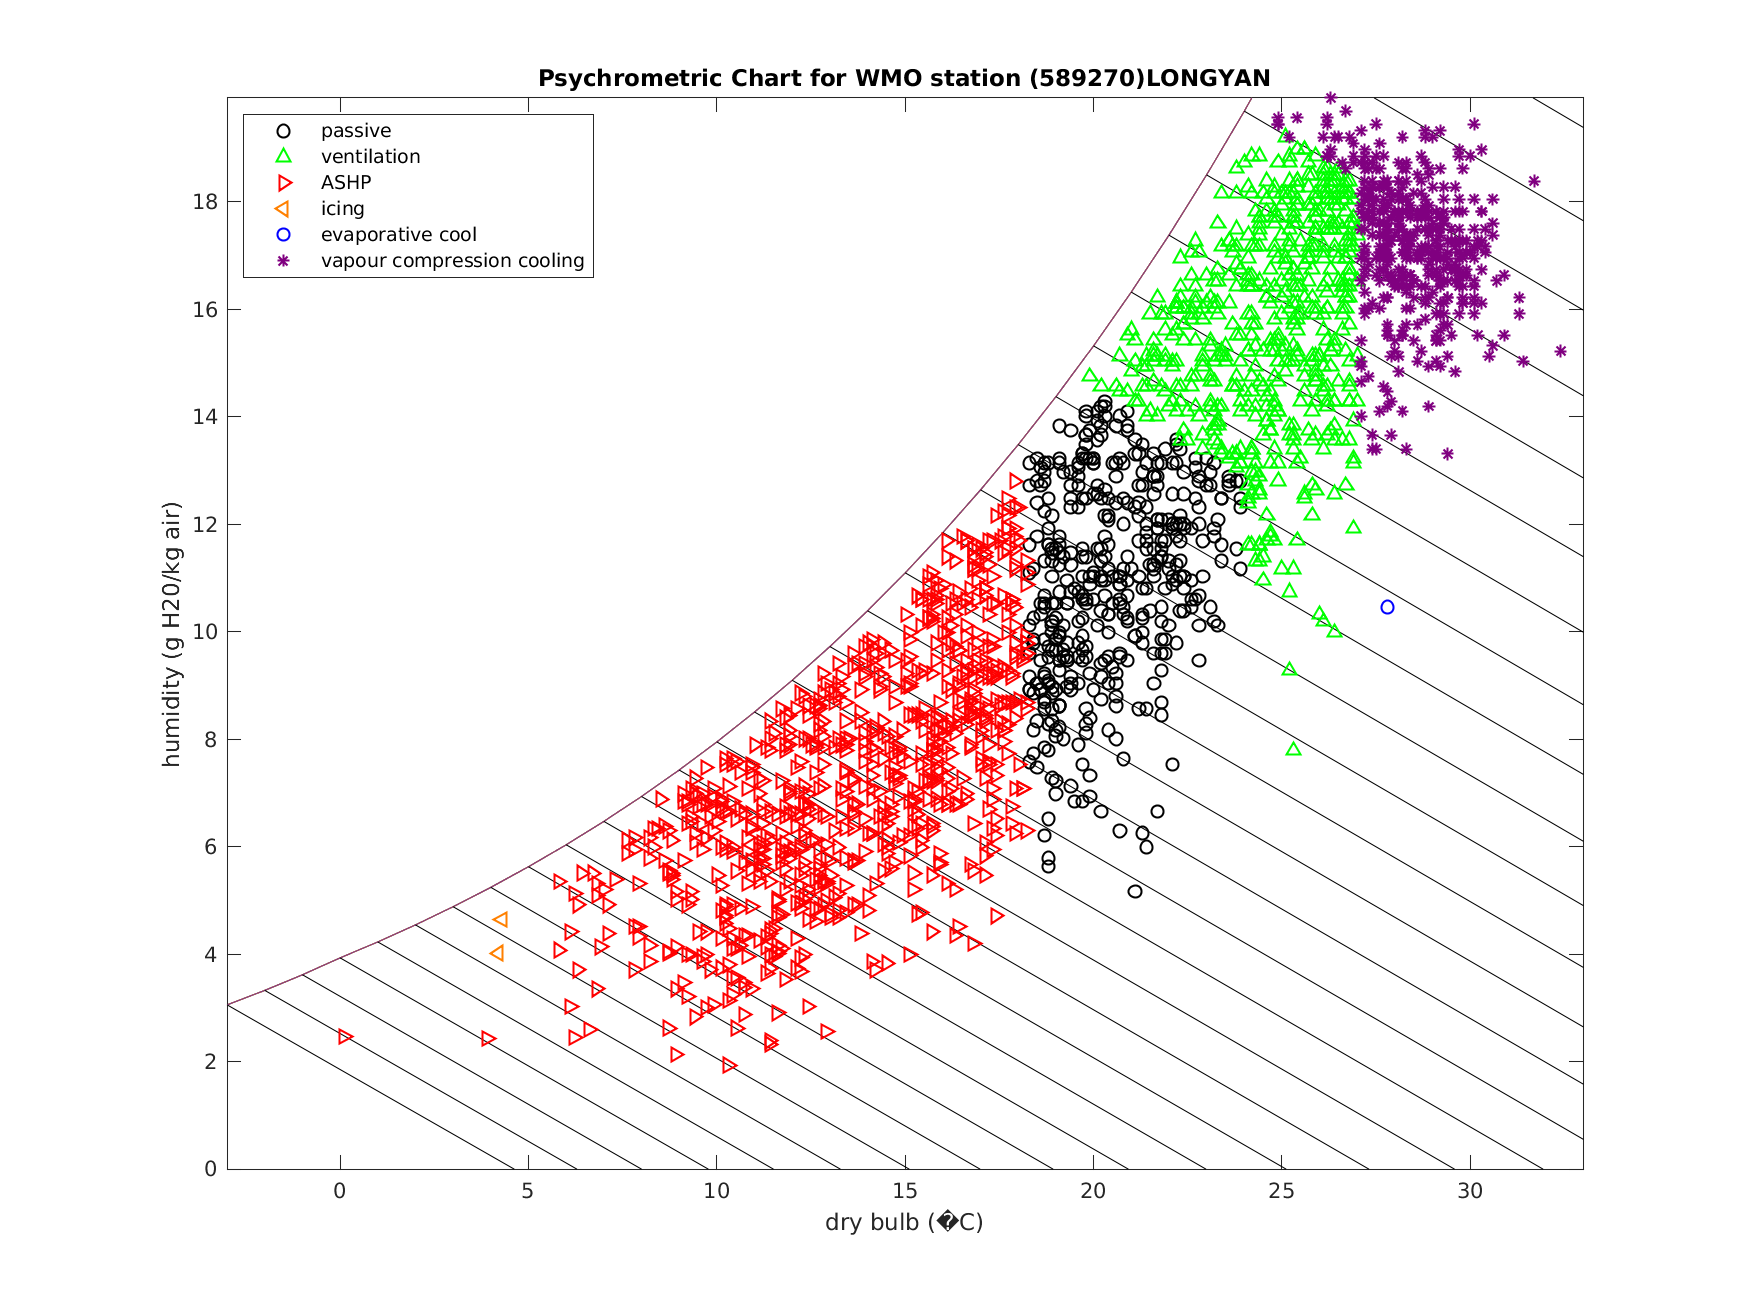 Psychrometric Chart for WMO station (589270)LONGYAN
passive
ventilation
ASHP
icing
evaporative cool
vapour compression cooling
humidity (g H20/kg air)
18
16
14
12
10
8
6
4
2
0
0 5 10 15 20 25 30
dry bulb (�C)